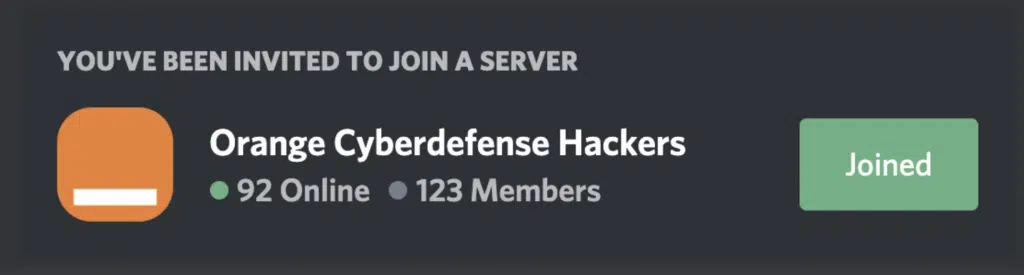 YOU'VE BEEN INVITED TO JOIN A SERVER
Orange Cyberdefense Hackers
92 Online 123 Members
Joined